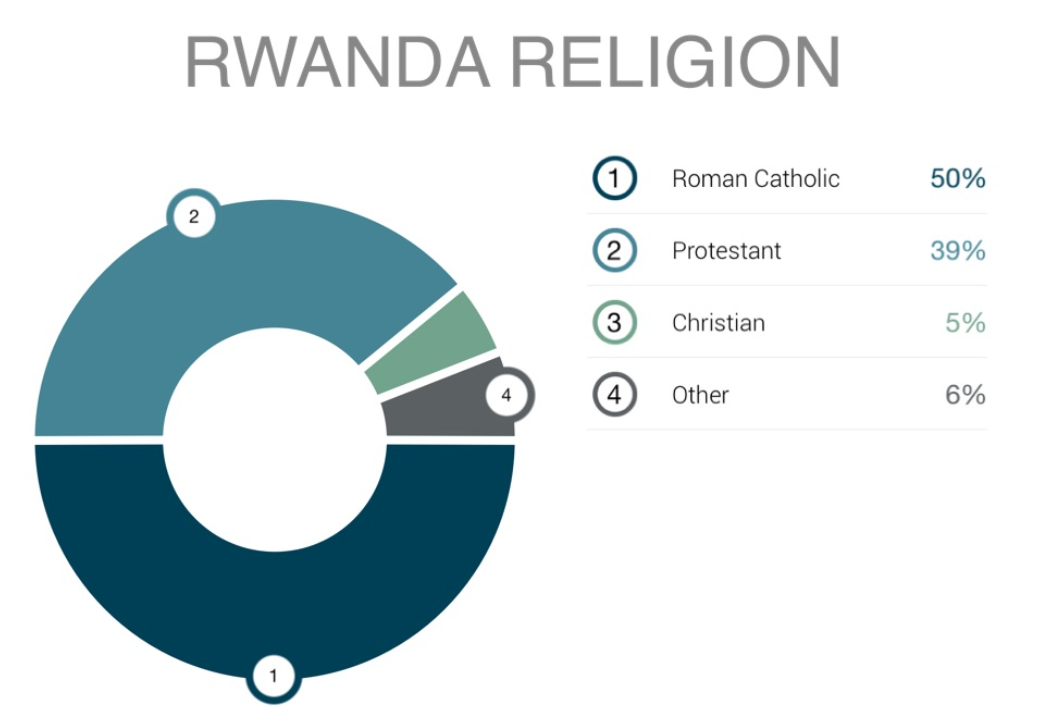 RWANDA RELIGION
1 Roman Catholic 50%
2 Protestant 39%
3 Christian 5%
4 Other 6%
2
4
1